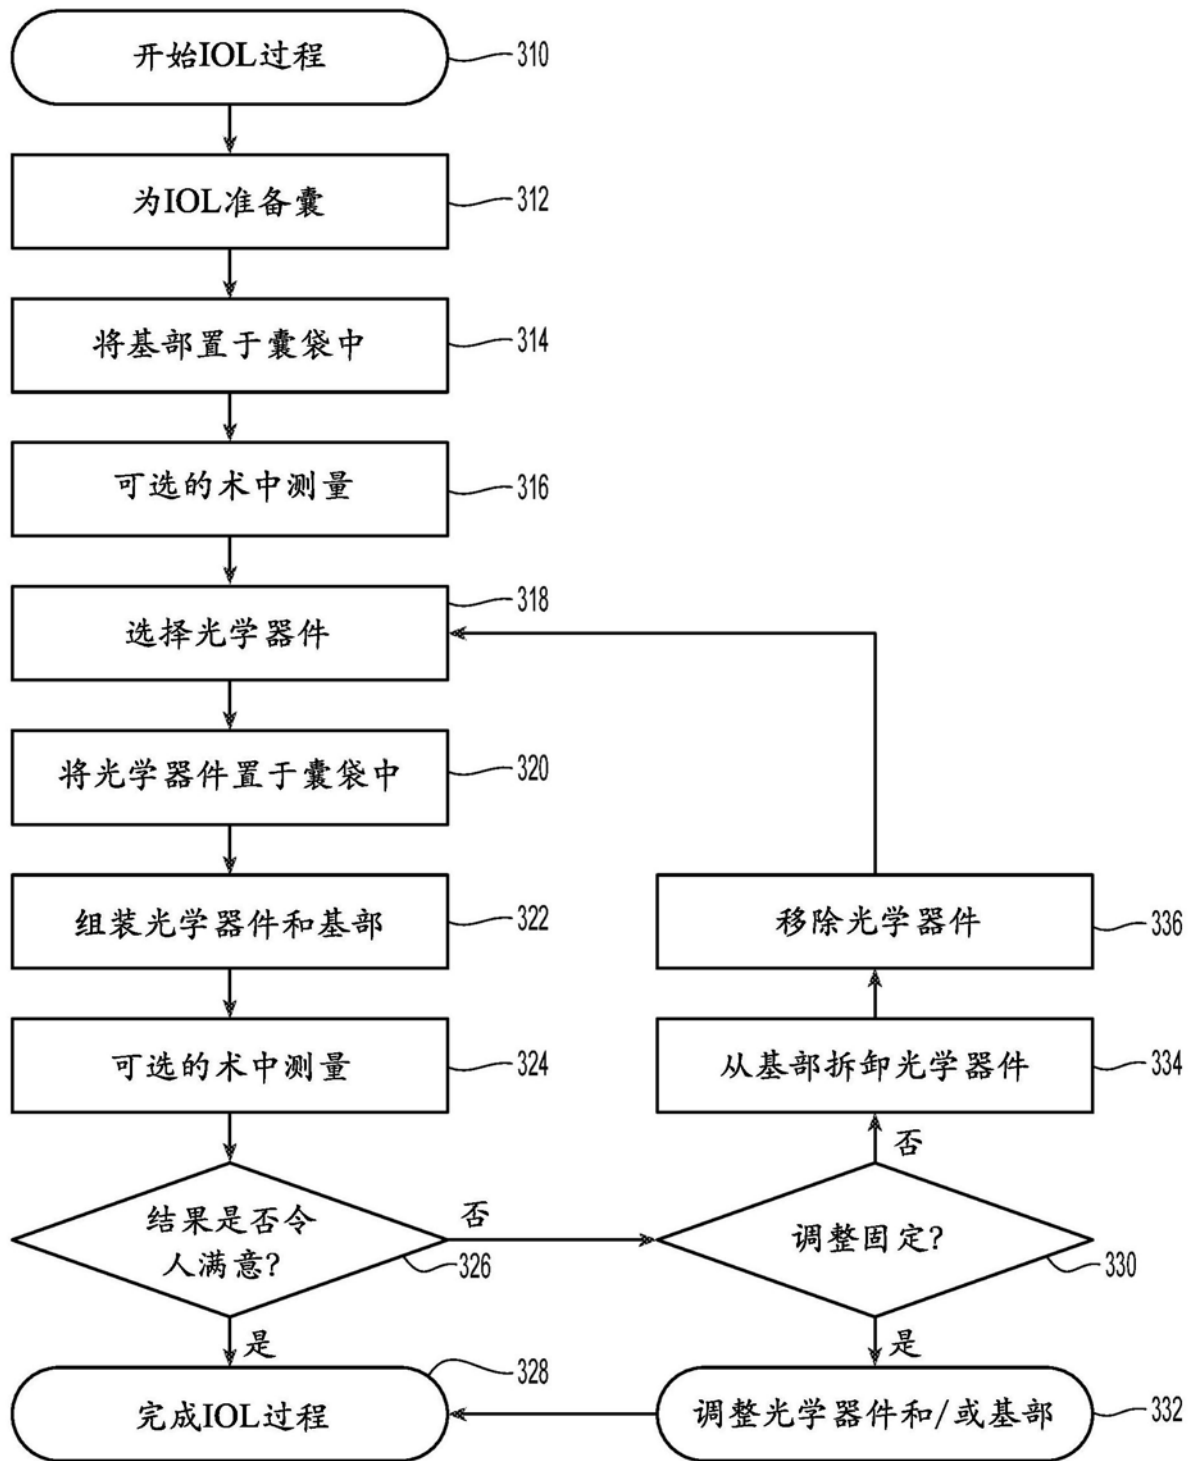 开始IOL过程
310
为IOL准备囊
312
将基部置于囊袋中
314
可选的术中测量
316
选择光学器件
318
将光学器件置于囊袋中
320
组装光学器件和基部
322
移除光学器件
336
可选的术中测量
324
从基部拆卸光学器件
334
结果是否令
人满意?
326
否
调整固定?
330
否
是
是
完成IOL过程
328
调整光学器件和/或基部
332